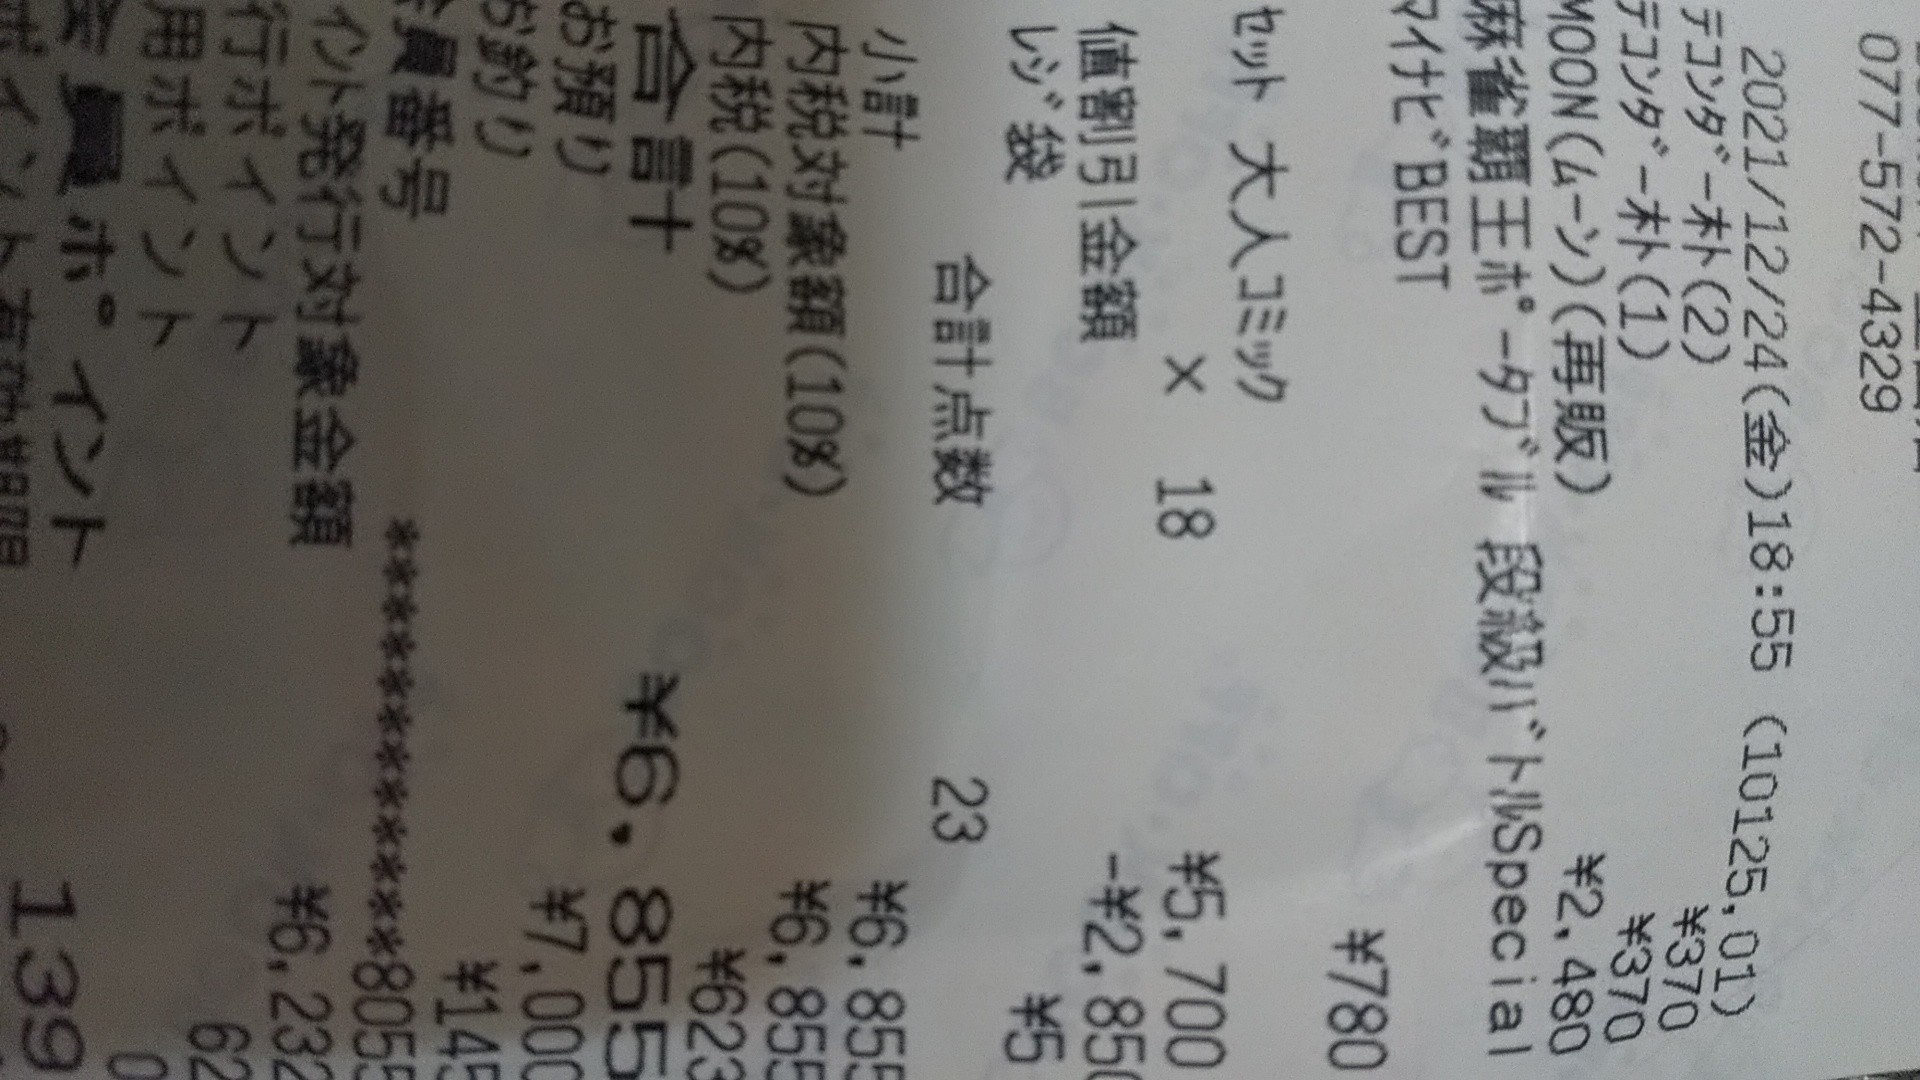 077-572-4329
2021/12/24(金)18:55 (10125,01)
テコンダー朴(2) ¥370
テコンダー朴(1) ¥370
MOON(ムーン)(再販) ¥2,480
麻雀覇王ポータブル 段級バトルSpecial
マイナビBEST
¥780
セット 大人コミック
× 18 ¥5,700
値割引金額 -¥2,850
レジ袋 ¥5
合計点数 23
小計 ¥6,855
内税対象額(10%) ¥6,855
内税(10%) ¥623
合計 ¥6,855
お預り ¥7,000
お釣り ¥145
員番号 ************8055
イント発行対象金額 ¥6,232
行ポイント 62
用ポイント 0
会員ポイント 139